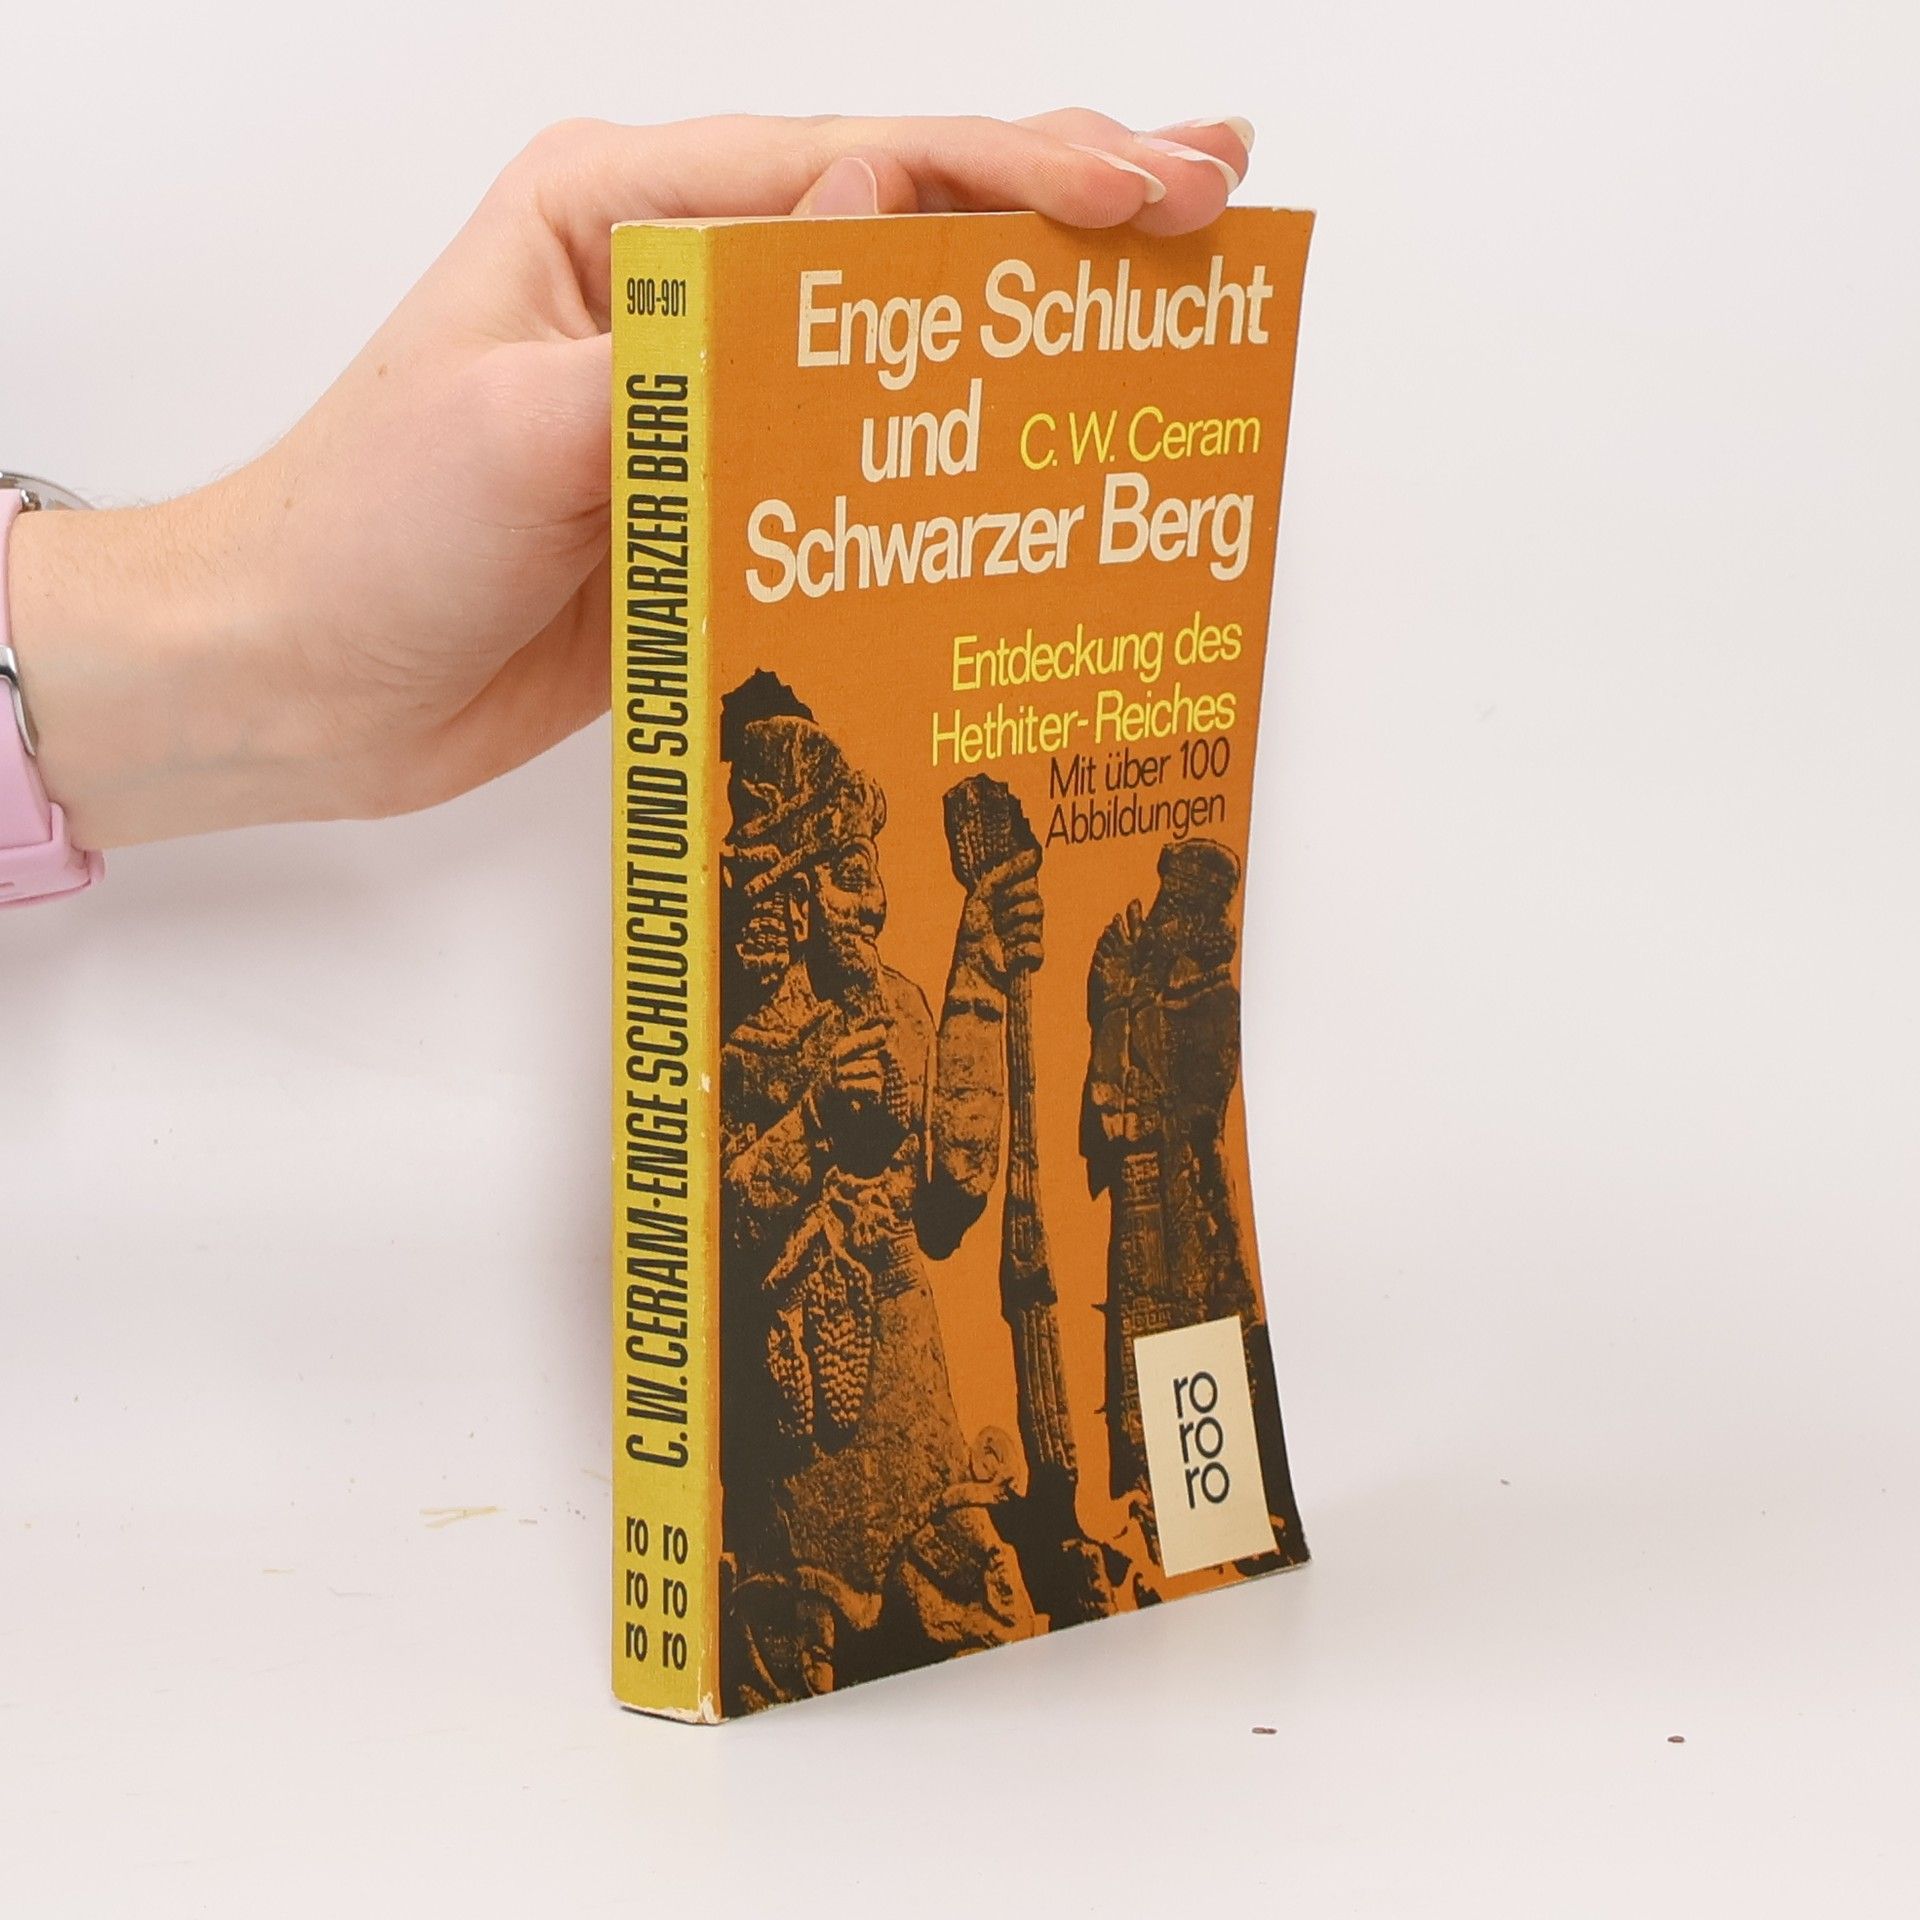 900-901
C.W. CERAM · ENGE SCHLUCHT UND SCHWARZER BERG
ro ro
ro ro
ro ro
Enge Schlucht
und C. W. Ceram
Schwarzer Berg
Entdeckung des
Hethiter-Reiches
Mit über 100
Abbildungen
ro
ro
ro